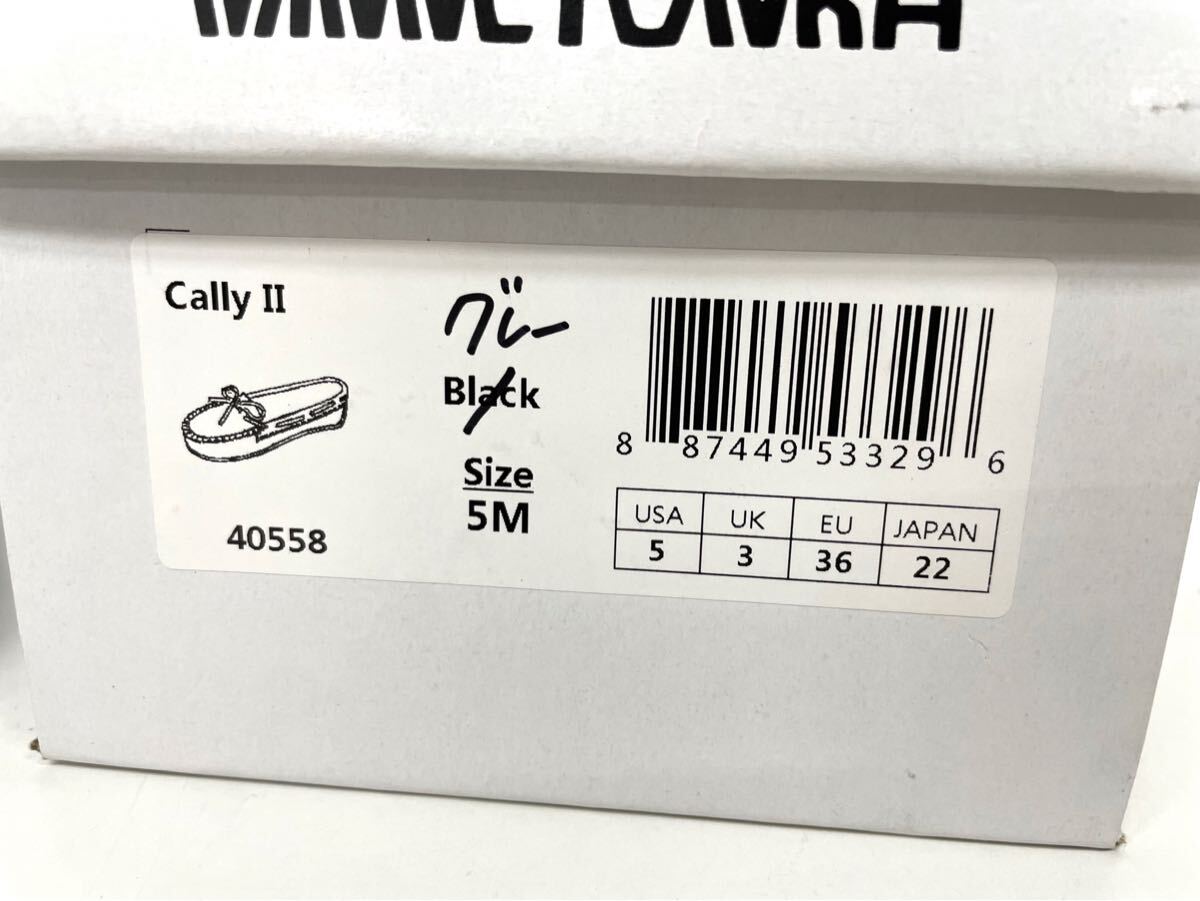 MINNETONKA
Cally II
グレー
Black
Size
5M
40558
8 87449 53329 6
USA UK EU JAPAN
5 3 36 22